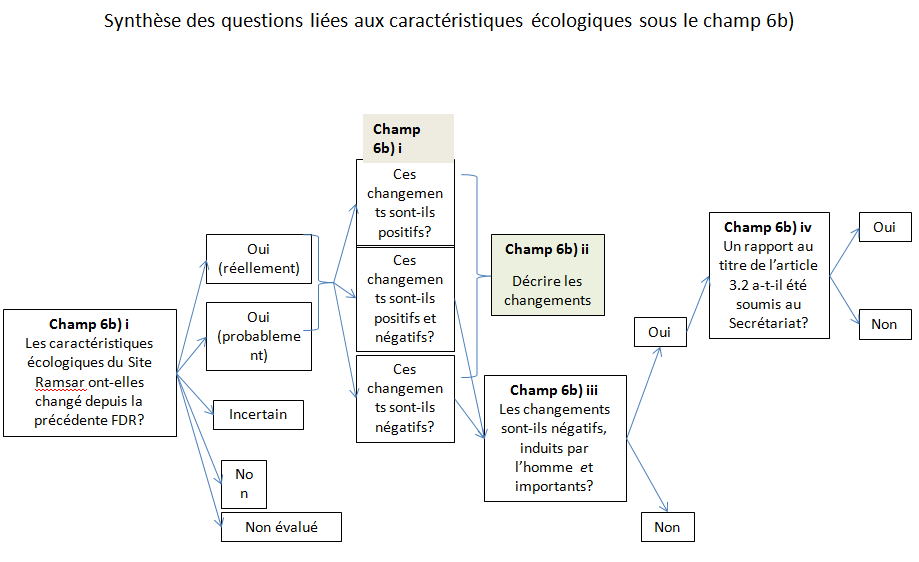 Synthèse des questions liées aux caractéristiques écologiques sous le champ 6b)
Champ 6b) i
Les caractéristiques
écologiques du Site
Ramsar ont-elles
changé depuis la
précédente FDR?
Oui
(réellement)
Oui
(probableme
nt)
Incertain
No
n
Non évalué
Champ
6b) i
Ces
changemen
ts sont-ils
positifs?
Ces
changemen
ts sont-ils
positifs et
négatifs?
Ces
changemen
ts sont-ils
négatifs?
Champ 6b) ii
Décrire les
changements
Champ 6b) iii
Les changements
sont-ils négatifs,
induits par
l’homme et
importants?
Oui
Non
Champ 6b) iv
Un rapport au
titre de l’article
3.2 a-t-il été
soumis au
Secrétariat?
Oui
Non